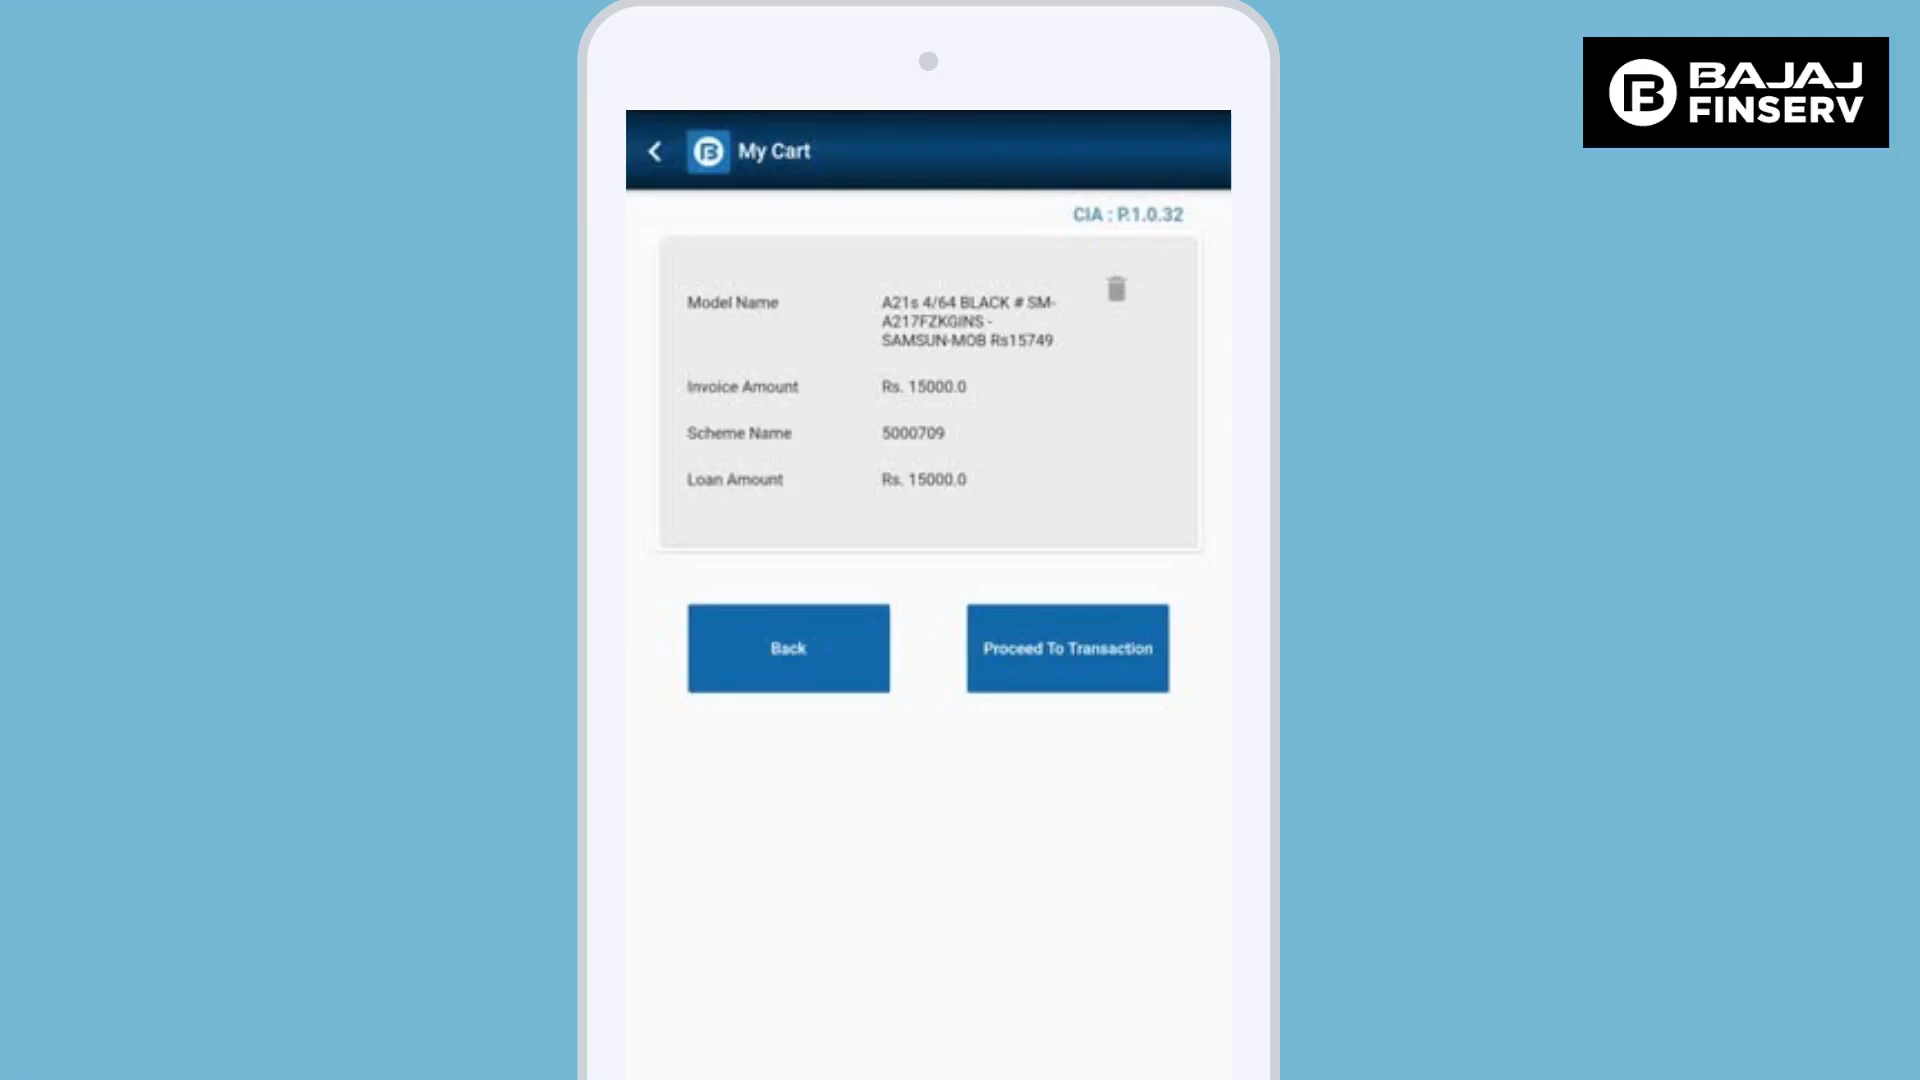 BAJAJ
FINSERV
My Cart
CIA : P.1.0.32
Model Name
A21s 4/64 BLACK # SM-
A217FZKGINS -
SAMSUN-MOB Rs15749
Invoice Amount
Rs. 15000.0
Scheme Name
5000709
Loan Amount
Rs. 15000.0
Back
Proceed To Transaction